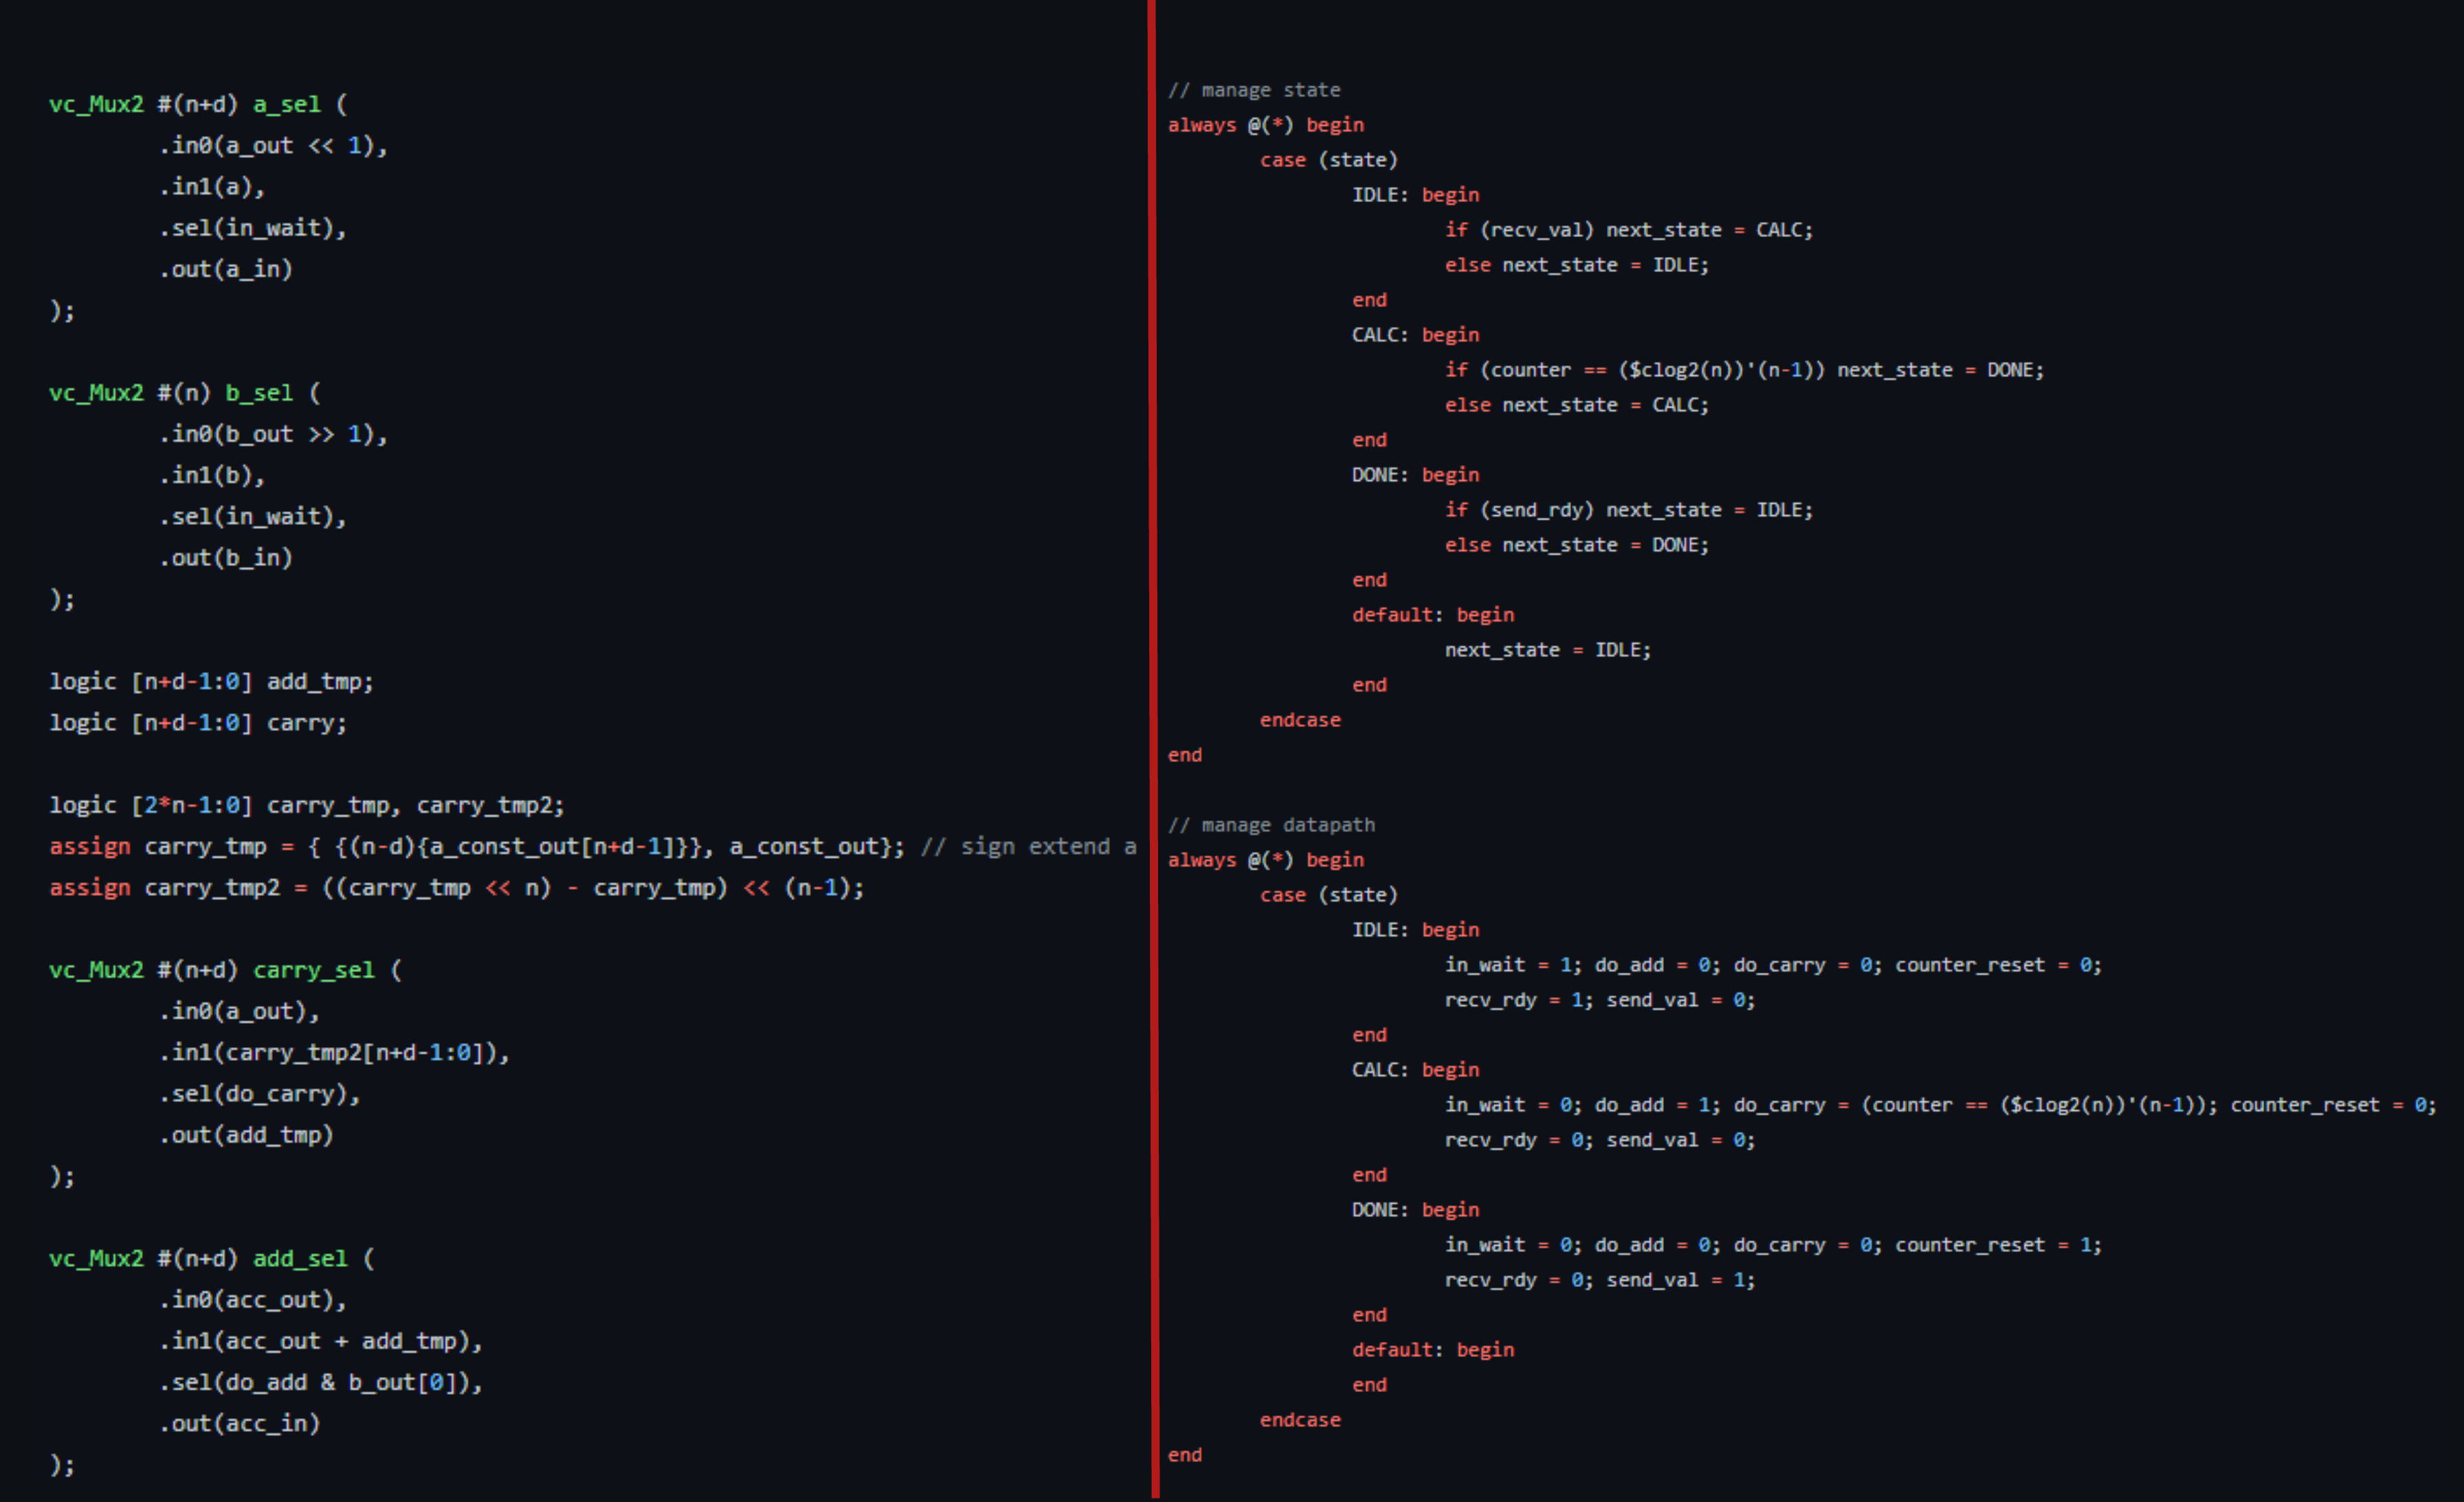 vc_Mux2 #(n+d) a_sel (
.in0(a_out << 1),
.in1(a),
.sel(in_wait),
.out(a_in)
);
vc_Mux2 #(n) b_sel (
.in0(b_out >> 1),
.in1(b),
.sel(in_wait),
.out(b_in)
);
logic [n+d-1:0] add_tmp;
logic [n+d-1:0] carry;
logic [2*n-1:0] carry_tmp, carry_tmp2;
assign carry_tmp = { {(n-d){a_const_out[n+d-1]}}, a_const_out}; // sign extend a
assign carry_tmp2 = ((carry_tmp << n) - carry_tmp) << (n-1);
vc_Mux2 #(n+d) carry_sel (
.in0(a_out),
.in1(carry_tmp2[n+d-1:0]),
.sel(do_carry),
.out(add_tmp)
);
vc_Mux2 #(n+d) add_sel (
.in0(acc_out),
.in1(acc_out + add_tmp),
.sel(do_add & b_out[0]),
.out(acc_in)
);
// manage state
always @(*) begin
case (state)
IDLE: begin
if (recv_val) next_state = CALC;
else next_state = IDLE;
end
CALC: begin
if (counter == ($clog2(n))'(n-1)) next_state = DONE;
else next_state = CALC;
end
DONE: begin
if (send_rdy) next_state = IDLE;
else next_state = DONE;
end
default: begin
next_state = IDLE;
end
endcase
end
// manage datapath
always @(*) begin
case (state)
IDLE: begin
in_wait = 1; do_add = 0; do_carry = 0; counter_reset = 0;
recv_rdy = 1; send_val = 0;
end
CALC: begin
in_wait = 0; do_add = 1; do_carry = (counter == ($clog2(n))'(n-1)); counter_reset = 0;
recv_rdy = 0; send_val = 0;
end
DONE: begin
in_wait = 0; do_add = 0; do_carry = 0; counter_reset = 1;
recv_rdy = 0; send_val = 1;
end
default: begin
end
endcase
end